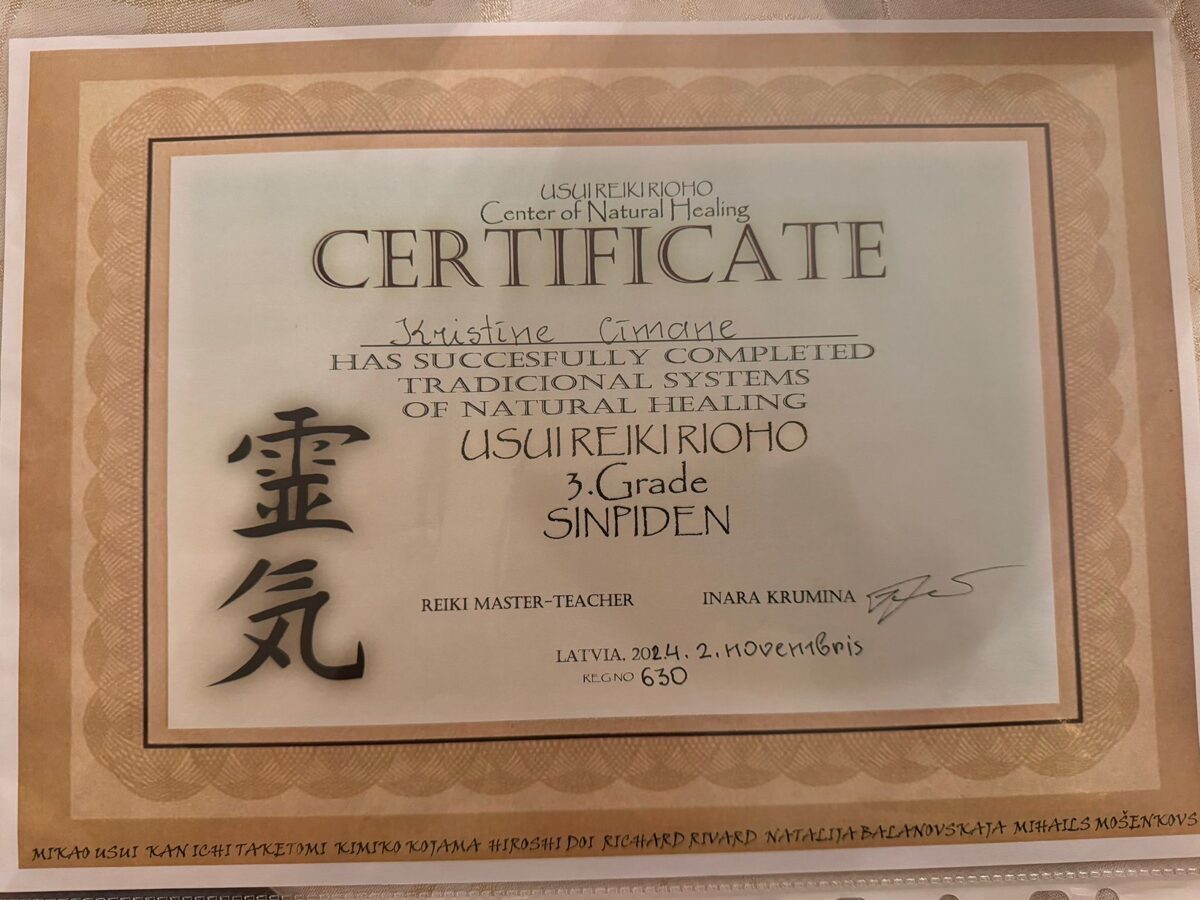 USUI REIKI RIOHO
Center of Natural Healing
CERTIFICATE
Kristine Cimane
HAS SUCCESFULLY COMPLETED
TRADICIONAL SYSTEMS
OF NATURAL HEALING
USUI REIKI RIOHO
3.Grade
SINPIDEN
靈気
REIKI MASTER-TEACHER INARA KRUMINA
LATVIA. 2024. 2. novembris
REG NO 630
MIKAO USUI KAN ICHI TAKETOMI KIMIKO KOJAMA HIROSHI DOI RICHARD RIVARD NATALIJA BALANOVSKAJA MIHAILS MOŠENKOVS